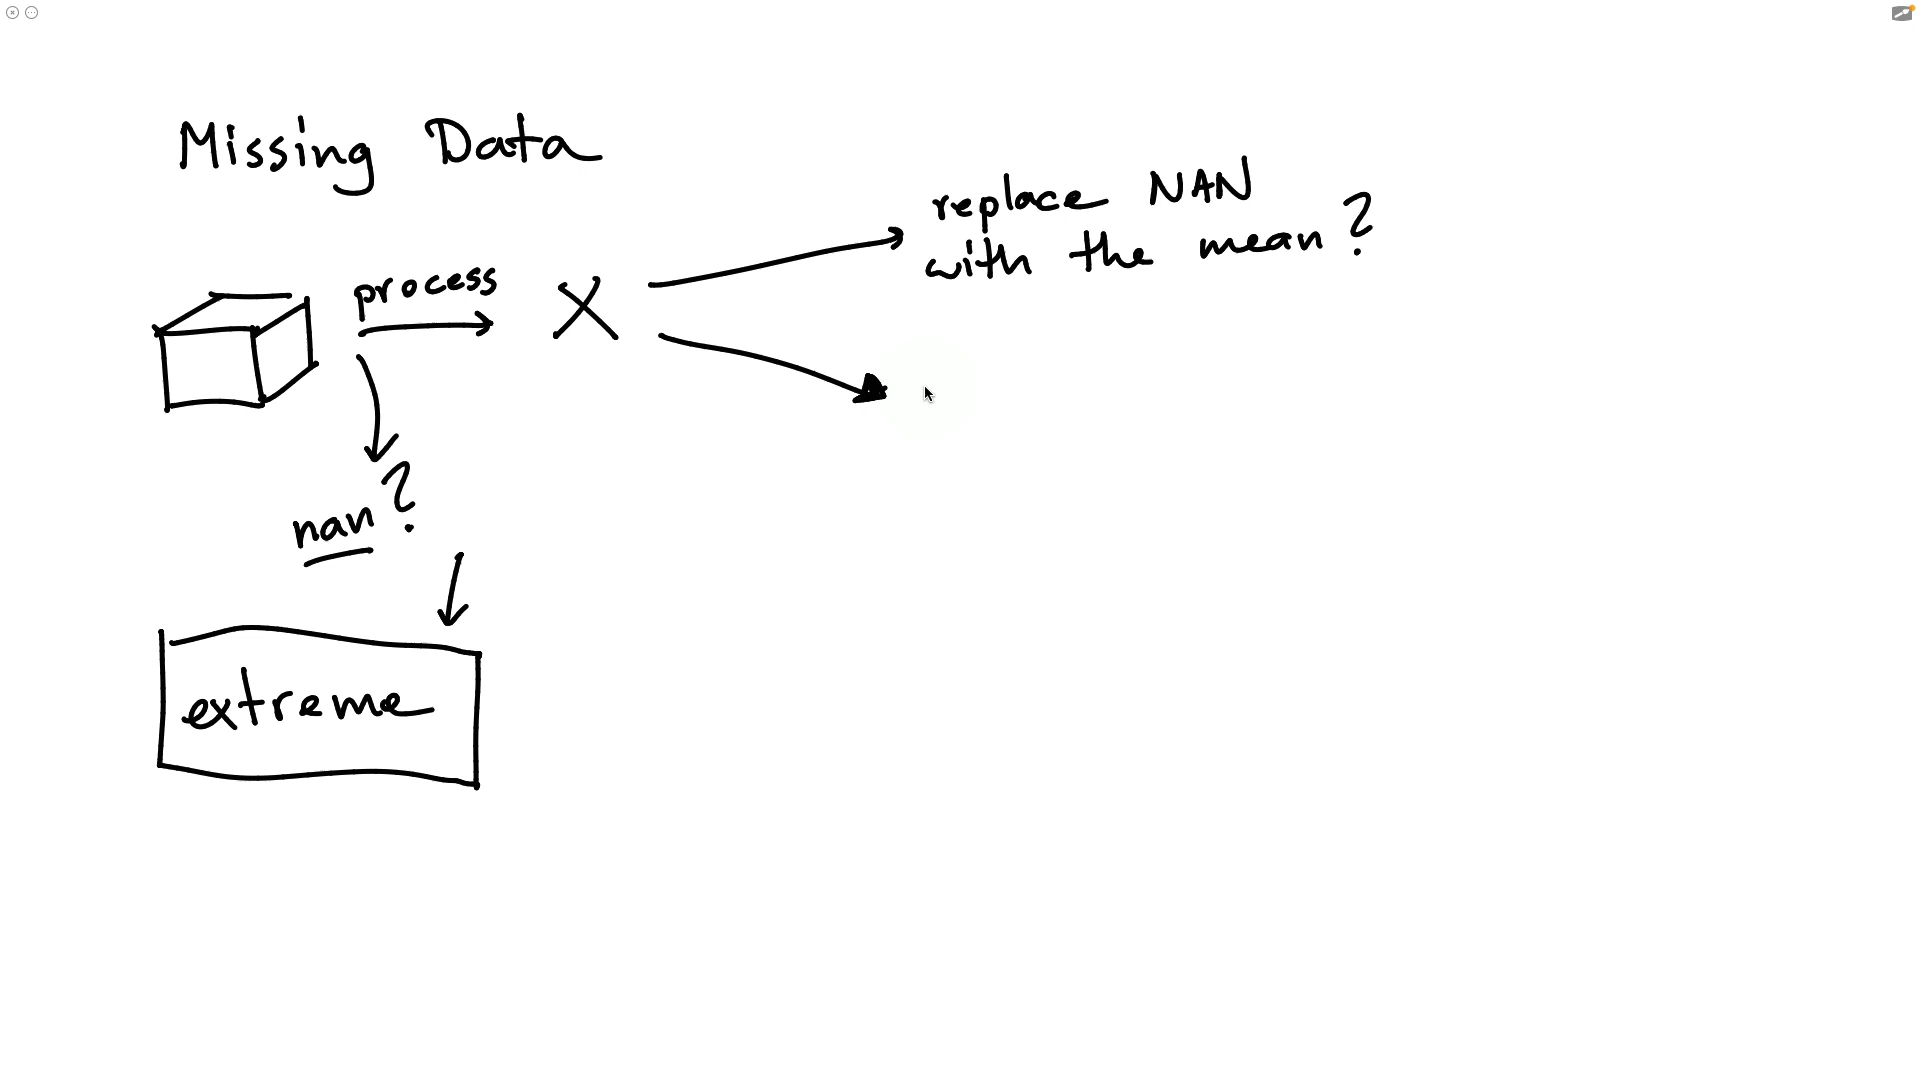 Missing Data
replace NAN
with the mean?
process
X
nan?
extreme